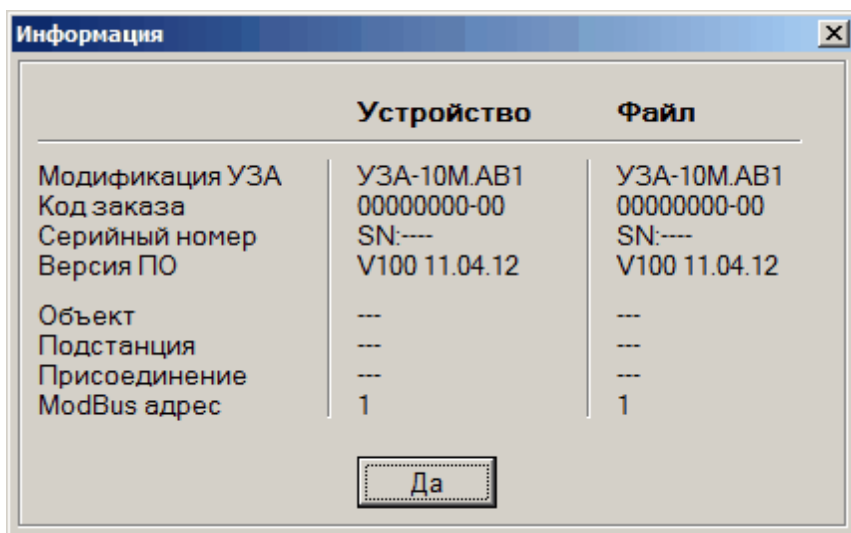 Информация
Устройство Файл
Модификация УЗА УЗА-10М.АВ1 УЗА-10М.АВ1
Код заказа 00000000-00 00000000-00
Серийный номер SN:---- SN:----
Версия ПО V100 11.04.12 V100 11.04.12
Объект --- ---
Подстанция --- ---
Присоединение --- ---
ModBus адрес 1 1
Да